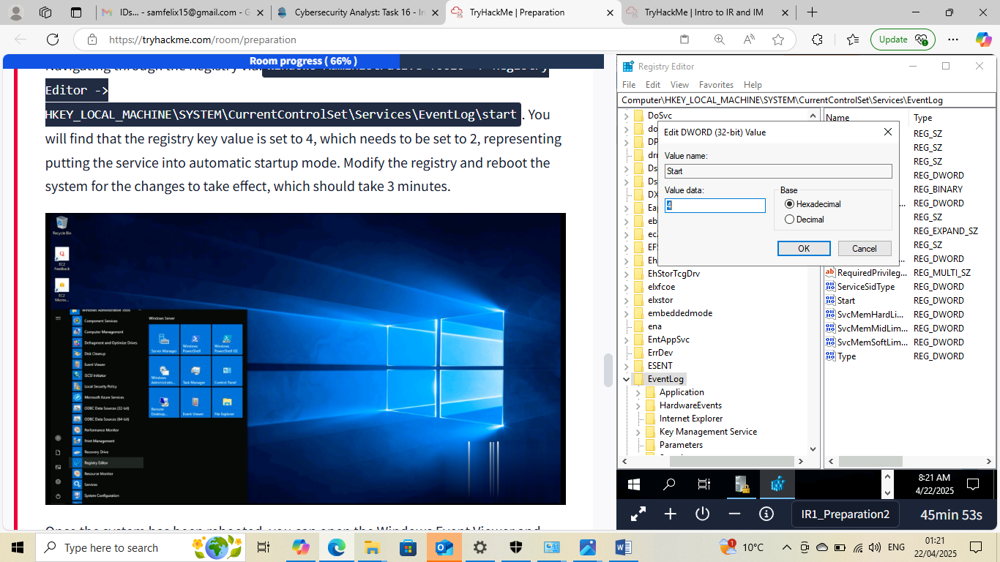 IDs... - samfelix15@gmail.com - G
Cybersecurity Analyst: Task 16 - In
TryHackMe | Preparation
TryHackMe | Intro to IR and IM
https://tryhackme.com/room/preparation
Update
Room progress ( 66% )
Navigating through the Registry via
Editor ->
HKEY_LOCAL_MACHINE\SYSTEM\CurrentControlSet\Services\EventLog\start . You
will find that the registry key value is set to 4, which needs to be set to 2, representing
putting the service into automatic startup mode. Modify the registry and reboot the
system for the changes to take effect, which should take 3 minutes.
Recycle Bin
EC2
Feedback
EC2
Micros...
Windows Administrative Tools
Component Services
Computer Management
Defragment and Optimize Drives
Disk Cleanup
Event Viewer
iSCSI Initiator
Local Security Policy
Microsoft Azure Services
ODBC Data Sources (32-bit)
ODBC Data Sources (64-bit)
Performance Monitor
Print Management
Recovery Drive
Registry Editor
Resource Monitor
Services
System Configuration
Windows Server
Server Manager
Windows
PowerShell
Windows
PowerShell ISE
Windows
Administrativ...
Task Manager
Control Panel
Remote
Desktop...
Event Viewer
File Explorer
Once the system has been rebooted, you can open the Windows Event Viewer and
Registry Editor
File Edit View Favorites Help
Computer\HKEY_LOCAL_MACHINE\SYSTEM\CurrentControlSet\Services\EventLog
DoSvc
do
DP
drr
Ds
Ds
DX
Eap
eb
ec
EFS
Eh
EhStorTcgDrv
elxfcoe
elxstor
embeddedmode
ena
EntAppSvc
ErrDev
ESENT
EventLog
Application
HardwareEvents
Internet Explorer
Key Management Service
Parameters
Name Type
REG_SZ
REG_SZ
REG_SZ
REG_DWORD
REG_BINARY
REG_DWORD
REG_SZ
REG_EXPAND_SZ
REG_SZ
REG_DWORD
RequiredPrivileg... REG_MULTI_SZ
ServiceSidType REG_DWORD
Start REG_DWORD
SvcMemHardLi... REG_DWORD
SvcMemMidLim... REG_DWORD
SvcMemSoftLim... REG_DWORD
Type REG_DWORD
Edit DWORD (32-bit) Value
Value name:
Start
Value data:
4
Base
Hexadecimal
Decimal
OK
Cancel
8:21 AM
4/22/2025
IR1_Preparation2
45min 53s
Type here to search
1
10°C
ENG
01:21
22/04/2025